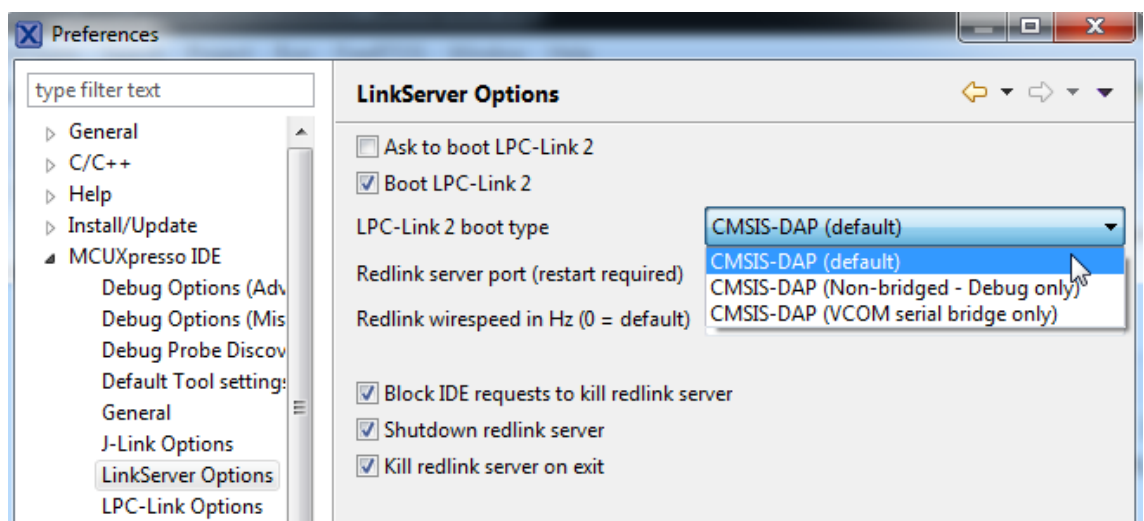 Preferences
type filter text
General
C/C++
Help
Install/Update
MCUXpresso IDE
Debug Options (Adv
Debug Options (Mis
Debug Probe Discov
Default Tool setting
General
J-Link Options
LinkServer Options
LPC-Link Options
LinkServer Options
Ask to boot LPC-Link 2
Boot LPC-Link 2
LPC-Link 2 boot type
CMSIS-DAP (default)
CMSIS-DAP (default)
Redlink server port (restart required)
CMSIS-DAP (Non-bridged - Debug only)
Redlink wirespeed in Hz (0 = default)
CMSIS-DAP (VCOM serial bridge only)
Block IDE requests to kill redlink server
Shutdown redlink server
Kill redlink server on exit